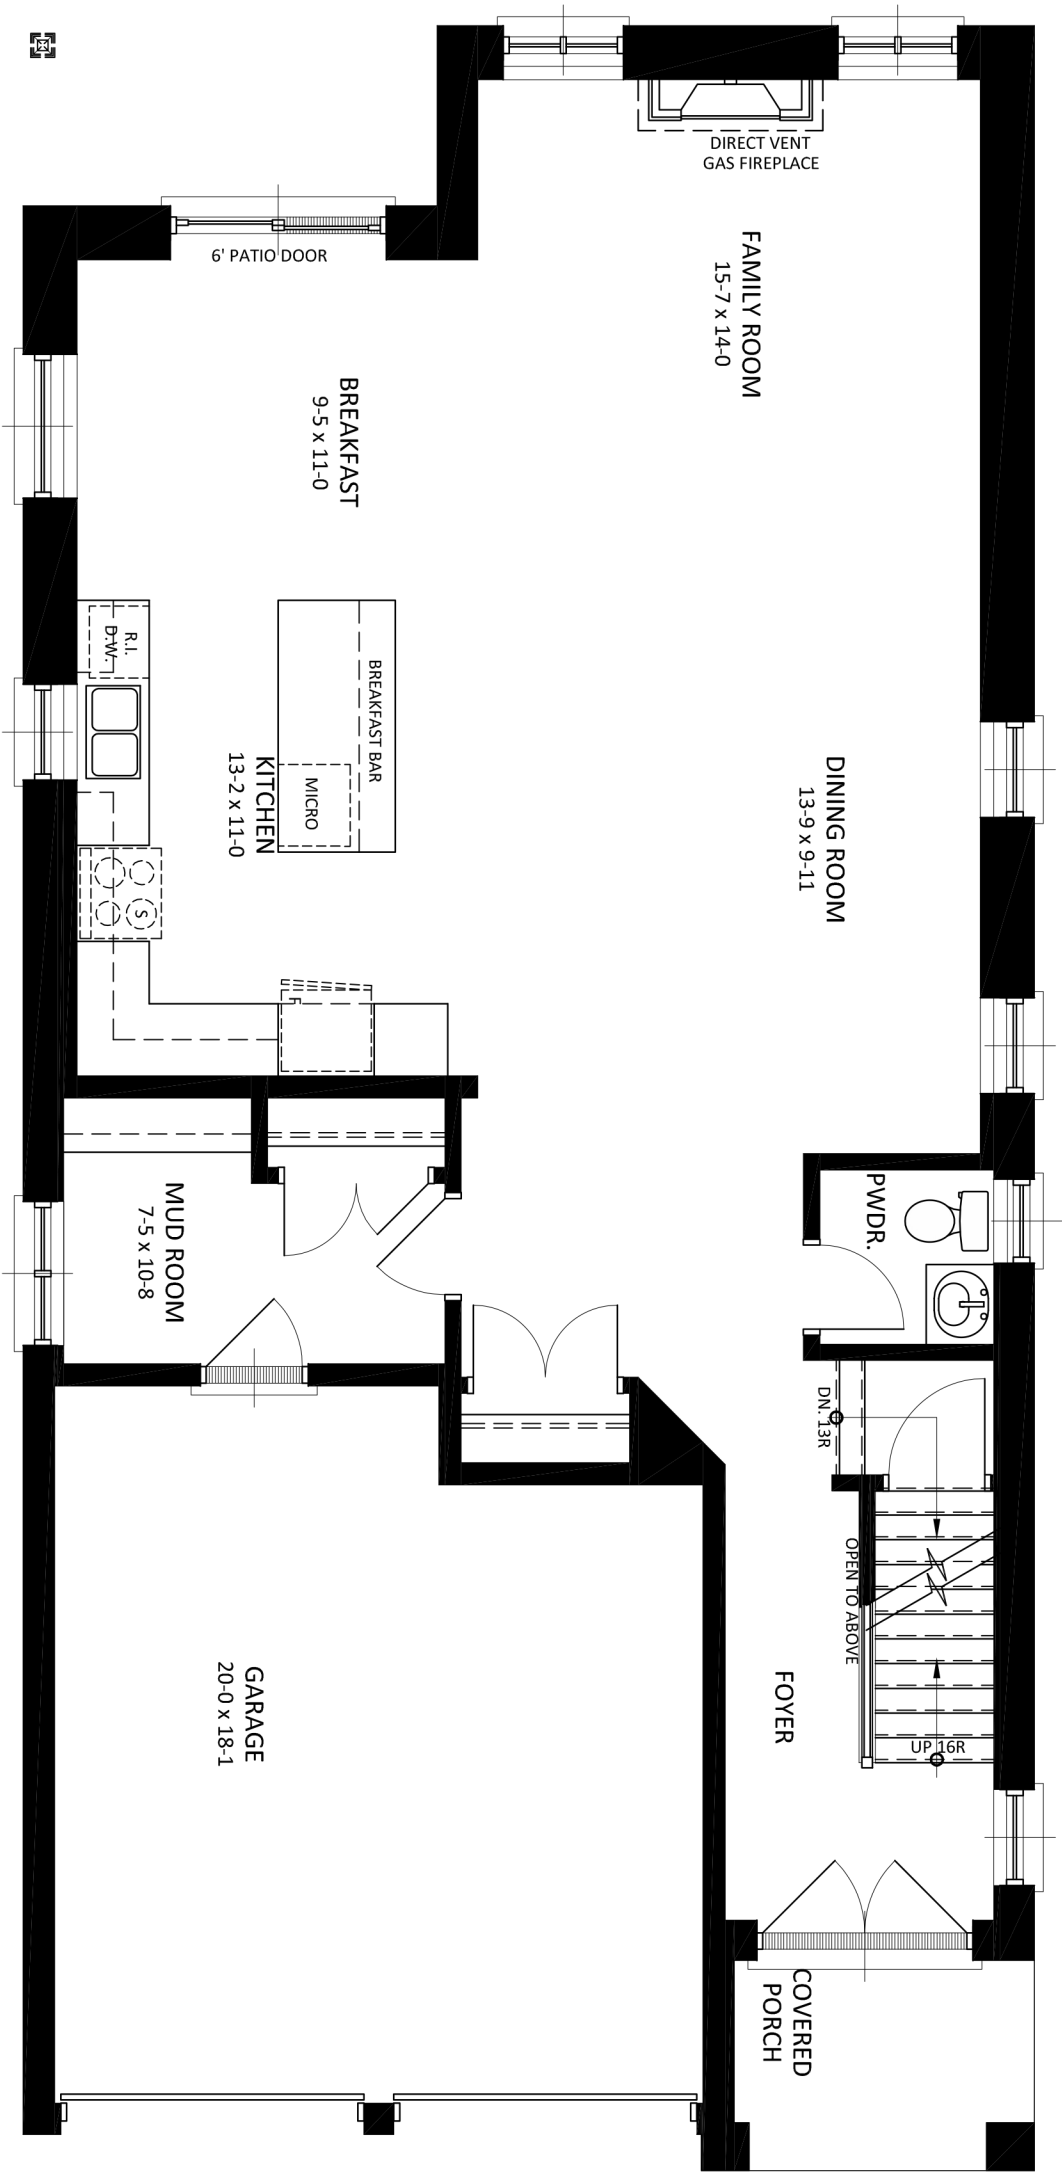 DIRECT VENT
GAS FIREPLACE
FAMILY ROOM
15-7 x 14-0
6' PATIO DOOR
BREAKFAST
9-5 x 11-0
R.I.
D.W.
BREAKFAST BAR
MICRO
KITCHEN
13-2 x 11-0
DINING ROOM
13-9 x 9-11
S
F
MUD ROOM
7-5 x 10-8
PWDR.
DN. 13R
OPEN TO ABOVE
UP 16R
FOYER
GARAGE
20-0 x 18-1
COVERED
PORCH